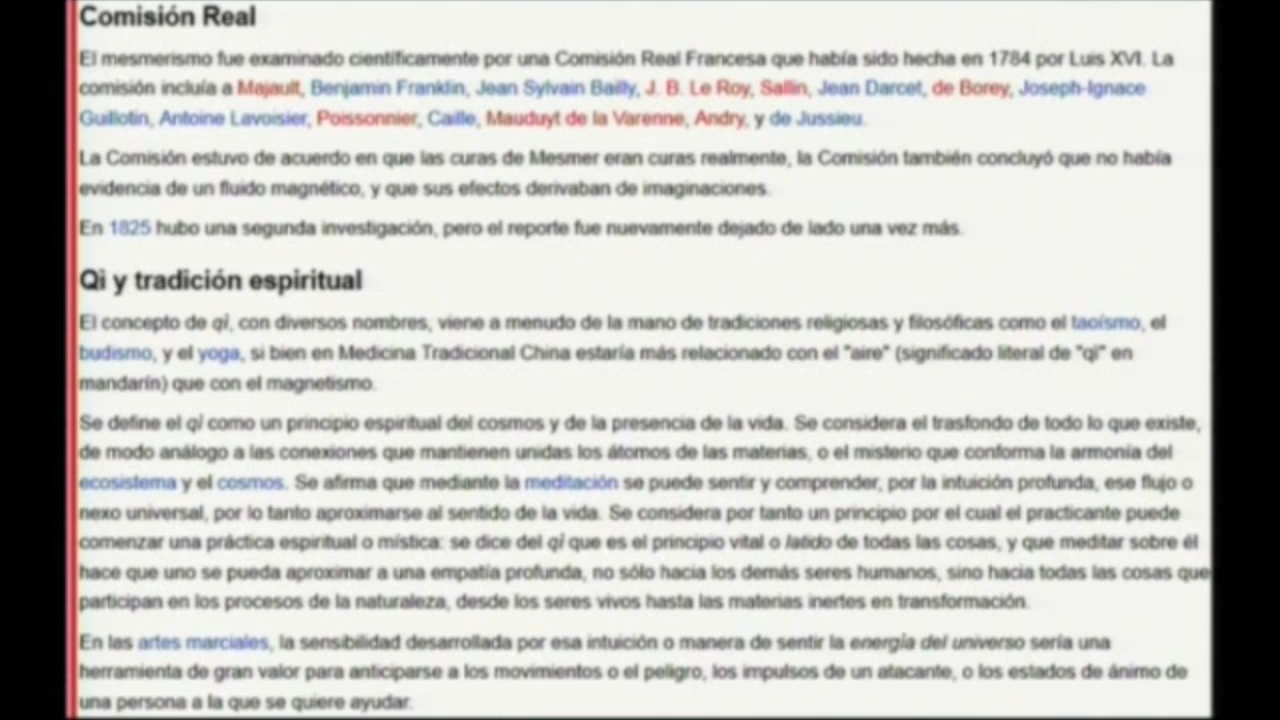 Comisión Real
El mesmerismo fue examinado científicamente por una Comisión Real Francesa que había sido hecha en 1784 por Luis XVI. La
comisión incluía a Majault, Benjamin Franklin, Jean Sylvain Bailly, J. B. Le Roy, Sallin, Jean Darcet, de Borey, Joseph-Ignace
Guillotin, Antoine Lavoisier, Poissonnier, Caille, Mauduyt de la Varenne, Andry, y de Jussieu.
La Comisión estuvo de acuerdo en que las curas de Mesmer eran curas realmente, la Comisión también concluyó que no había
evidencia de un fluido magnético, y que sus efectos derivaban de imaginaciones.
En 1825 hubo una segunda investigación, pero el reporte fue nuevamente dejado de lado una vez más.
Qì y tradición espiritual
El concepto de qì, con diversos nombres, viene a menudo de la mano de tradiciones religiosas y filosóficas como el taoísmo, el
budismo, y el yoga, si bien en Medicina Tradicional China estaría más relacionado con el "aire" (significado literal de "qì" en
mandarín) que con el magnetismo.
Se define el qì como un principio espiritual del cosmos y de la presencia de la vida. Se considera el trasfondo de todo lo que existe,
de modo análogo a las conexiones que mantienen unidas los átomos de las materias, o el misterio que conforma la armonía del
ecosistema y el cosmos. Se afirma que mediante la meditación se puede sentir y comprender, por la intuición profunda, ese flujo o
nexo universal, por lo tanto aproximarse al sentido de la vida. Se considera por tanto un principio por el cual el practicante puede
comenzar una práctica espiritual o mística: se dice del qì que es el principio vital o latido de todas las cosas, y que meditar sobre él
hace que uno se pueda aproximar a una empatía profunda, no sólo hacia los demás seres humanos, sino hacia todas las cosas que
participan en los procesos de la naturaleza, desde los seres vivos hasta las materias inertes en transformación.
En las artes marciales, la sensibilidad desarrollada por esa intuición o manera de sentir la energía del universo sería una
herramienta de gran valor para anticiparse a los movimientos o el peligro, los impulsos de un atacante, o los estados de ánimo de
una persona a la que se quiere ayudar.